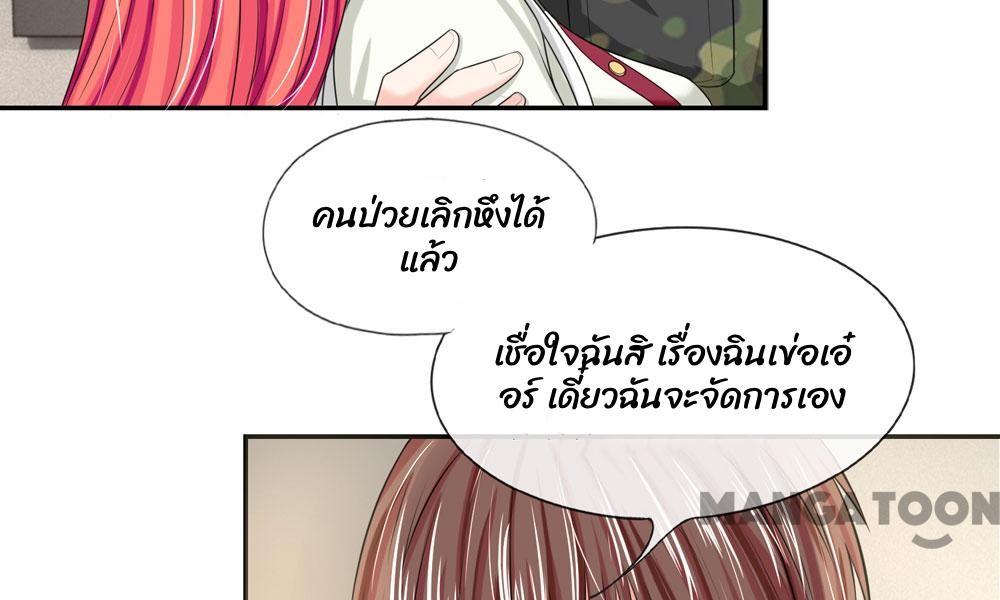 คนป่วยเลิกหึงได้
แล้ว
เชื่อใจฉันสิ เรื่องฉินเข่อเอ๋
อร์ เดี๋ยวฉันจะจัดการเอง
MANGATOON